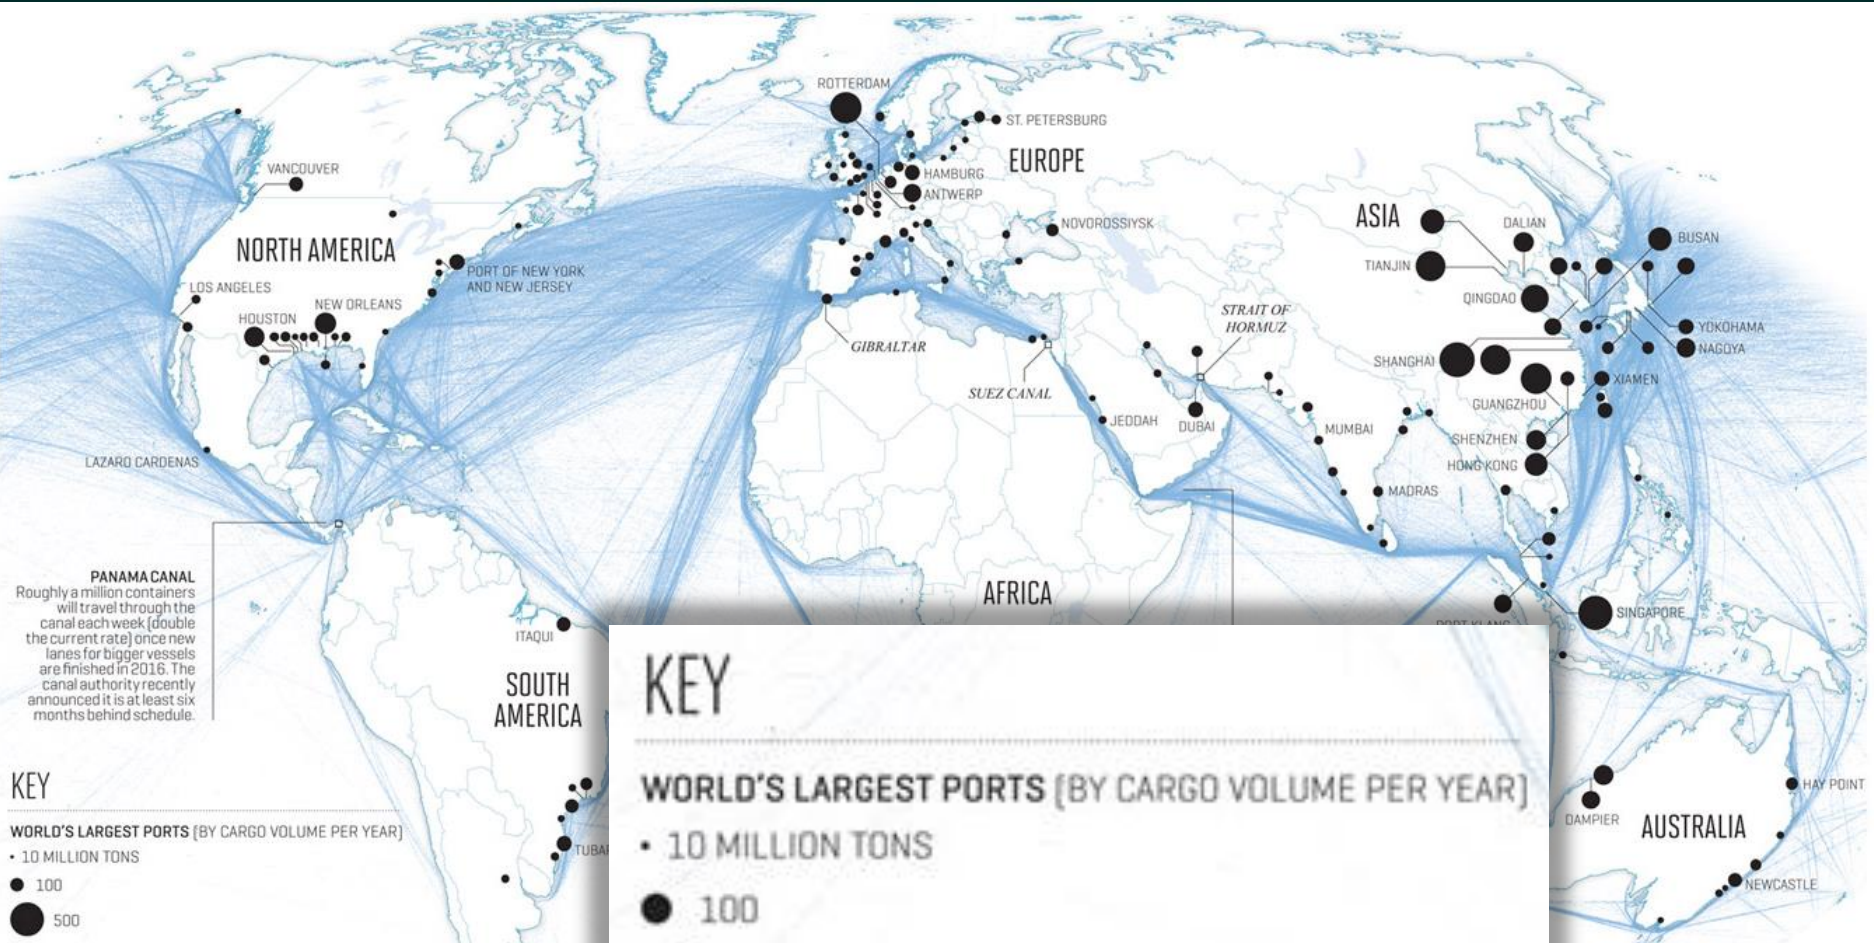 ROTTERDAM
ST. PETERSBURG
EUROPE
VANCOUVER
HAMBURG
ANTWERP
NORTH AMERICA
ASIA
DALIAN
NOVOROSSIYSK
BUSAN
TIANJIN
PORT OF NEW YORK
AND NEW JERSEY
LOS ANGELES
NEW ORLEANS
HOUSTON
QINGDAO
STRAIT OF
HORMUZ
YOKOHAMA
NAGOYA
GIBRALTAR
SHANGHAI
XIAMEN
SUEZ CANAL
GUANGZHOU
JEDDAH
DUBAI
MUMBAI
SHENZHEN
HONG KONG
LAZARO CARDENAS
MADRAS
PANAMA CANAL
Roughly a million containers
will travel through the
canal each week (double
the current rate) once new
lanes for bigger vessels
are finished in 2016. The
canal authority recently
announced it is at least six
months behind schedule.
AFRICA
SINGAPORE
ITAQUI
SOUTH
AMERICA
HAY POINT
DAMPIER
AUSTRALIA
NEWCASTLE
KEY
WORLD'S LARGEST PORTS (BY CARGO VOLUME PER YEAR)
10 MILLION TONS
100
500
KEY
WORLD'S LARGEST PORTS (BY CARGO VOLUME PER YEAR)
10 MILLION TONS
100